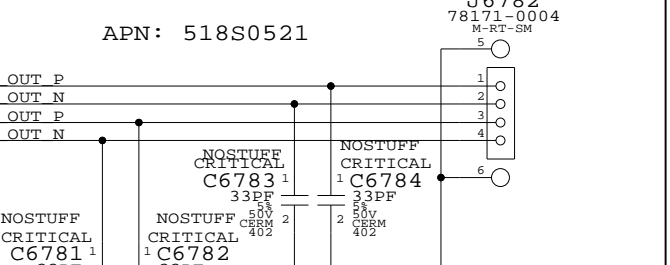 J6782
78171-0004
M-RT-SM
APN: 518S0521
5
OUT_P
1
OUT_N
2
OUT P
3
OUT N
4
NOSTUFF
CRITICAL
C6783
1
33PF
5%
50V
CERM
402
2
NOSTUFF
CRITICAL
1
C6784
33PF
5%
50V
CERM
402
2
6
NOSTUFF
CRITICAL
C6781
1
NOSTUFF
CRITICAL
1
C6782